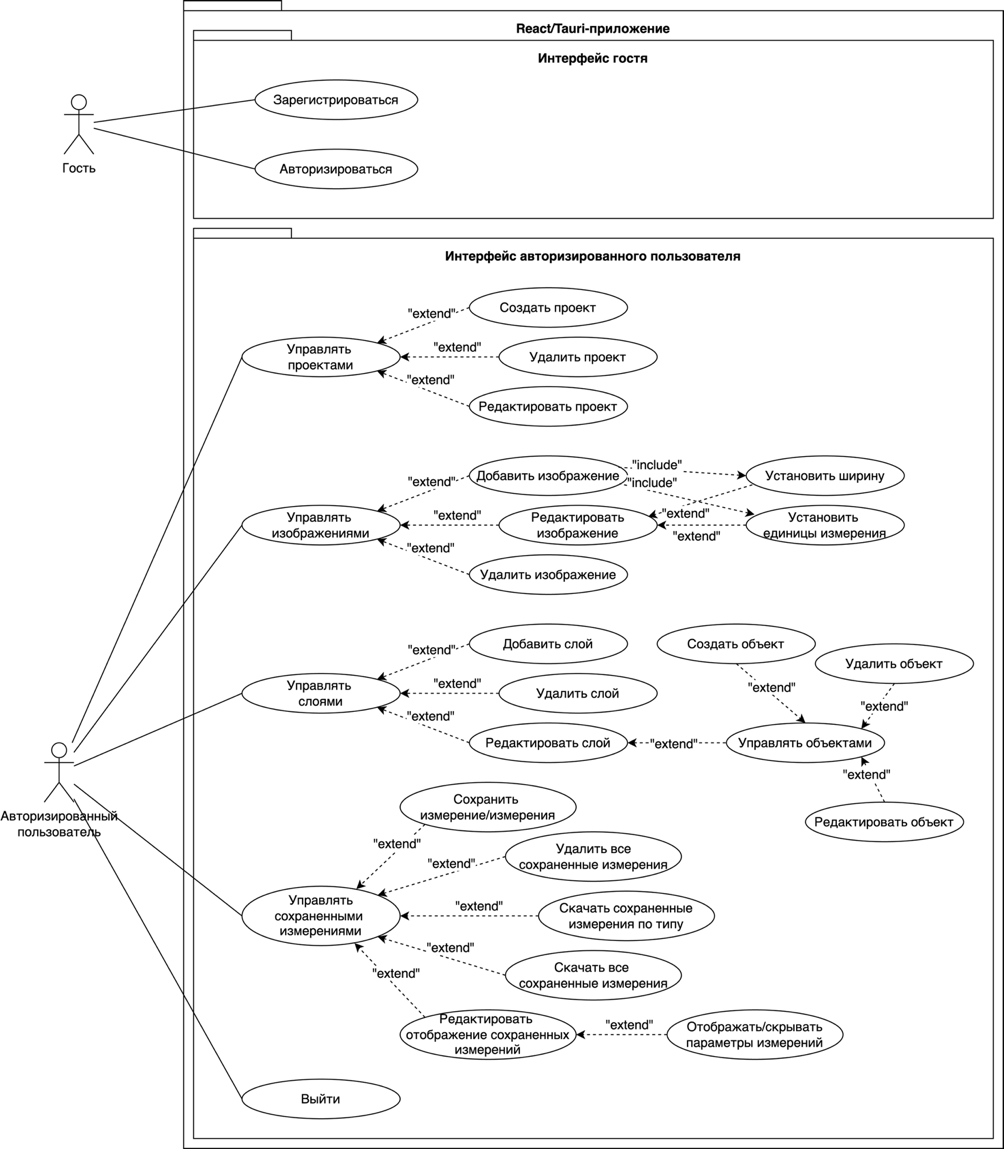 React/Tauri-приложение
Интерфейс гостя
Зарегистрироваться
Гость
Авторизироваться
Интерфейс авторизированного пользователя
Создать проект
"extend"
Управлять
проектами
"extend"
Удалить проект
"extend"
Редактировать проект
Добавить изображение
"include"
Установить ширину
"extend"
"include"
Управлять
изображениями
"extend"
Редактировать
изображение
"extend"
"extend"
Установить
единицы измерения
"extend"
Удалить изображение
Добавить слой
"extend"
Создать объект
Удалить объект
Управлять
слоями
"extend"
Удалить слой
"extend"
"extend"
"extend"
Редактировать слой
"extend"
Управлять объектами
"extend"
Редактировать объект
Авторизированный
пользователь
Сохранить
измерение/измерения
"extend"
Удалить все
сохраненные измерения
"extend"
Управлять
сохраненными
измерениями
"extend"
Скачать сохраненные
измерения по типу
"extend"
Скачать все
сохраненные измерения
"extend"
Редактировать
отображение сохраненных
измерений
"extend"
Отображать/скрывать
параметры измерений
Выйти